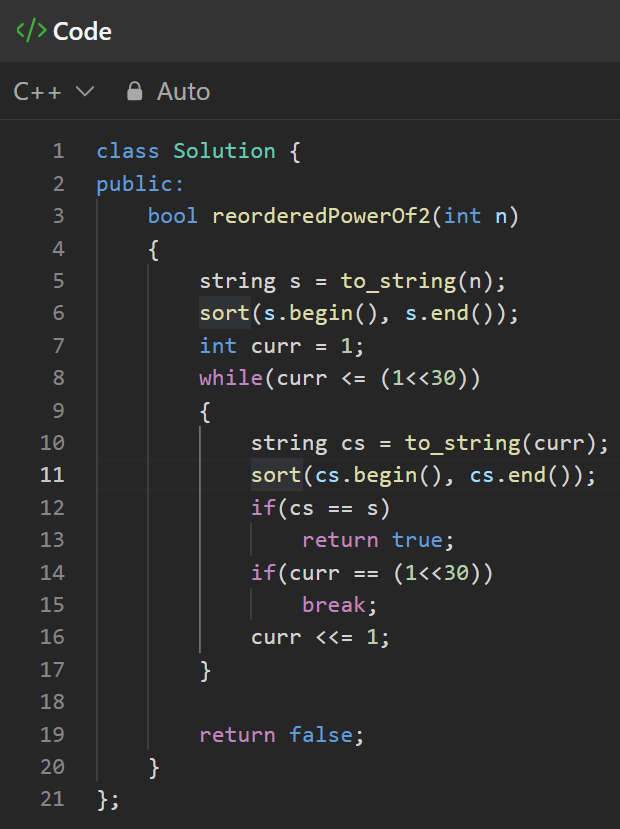 </> Code
C++ Auto
1 class Solution {
2 public:
3     bool reorderedPowerOf2(int n)
4     {
5         string s = to_string(n);
6         sort(s.begin(), s.end());
7         int curr = 1;
8         while(curr <= (1<<30))
9         {
10             string cs = to_string(curr);
11             sort(cs.begin(), cs.end());
12             if(cs == s)
13                 return true;
14             if(curr == (1<<30))
15                 break;
16             curr <<= 1;
17         }
18
19         return false;
20     }
21 };